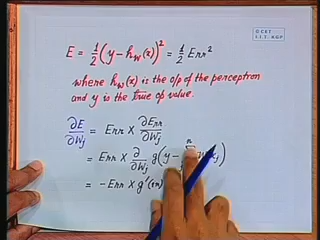 © CET
I.I.T. KGP
E = 1/2 (y - h_w(x))² = 1/2 Err²
where h_w(x) is the o/p of the perceptron
and y is the true op value.
∂E/∂W_j = Err × ∂Err/∂W_j
= Err × ∂/∂W_j g(y - n
= -Err × g'(in)